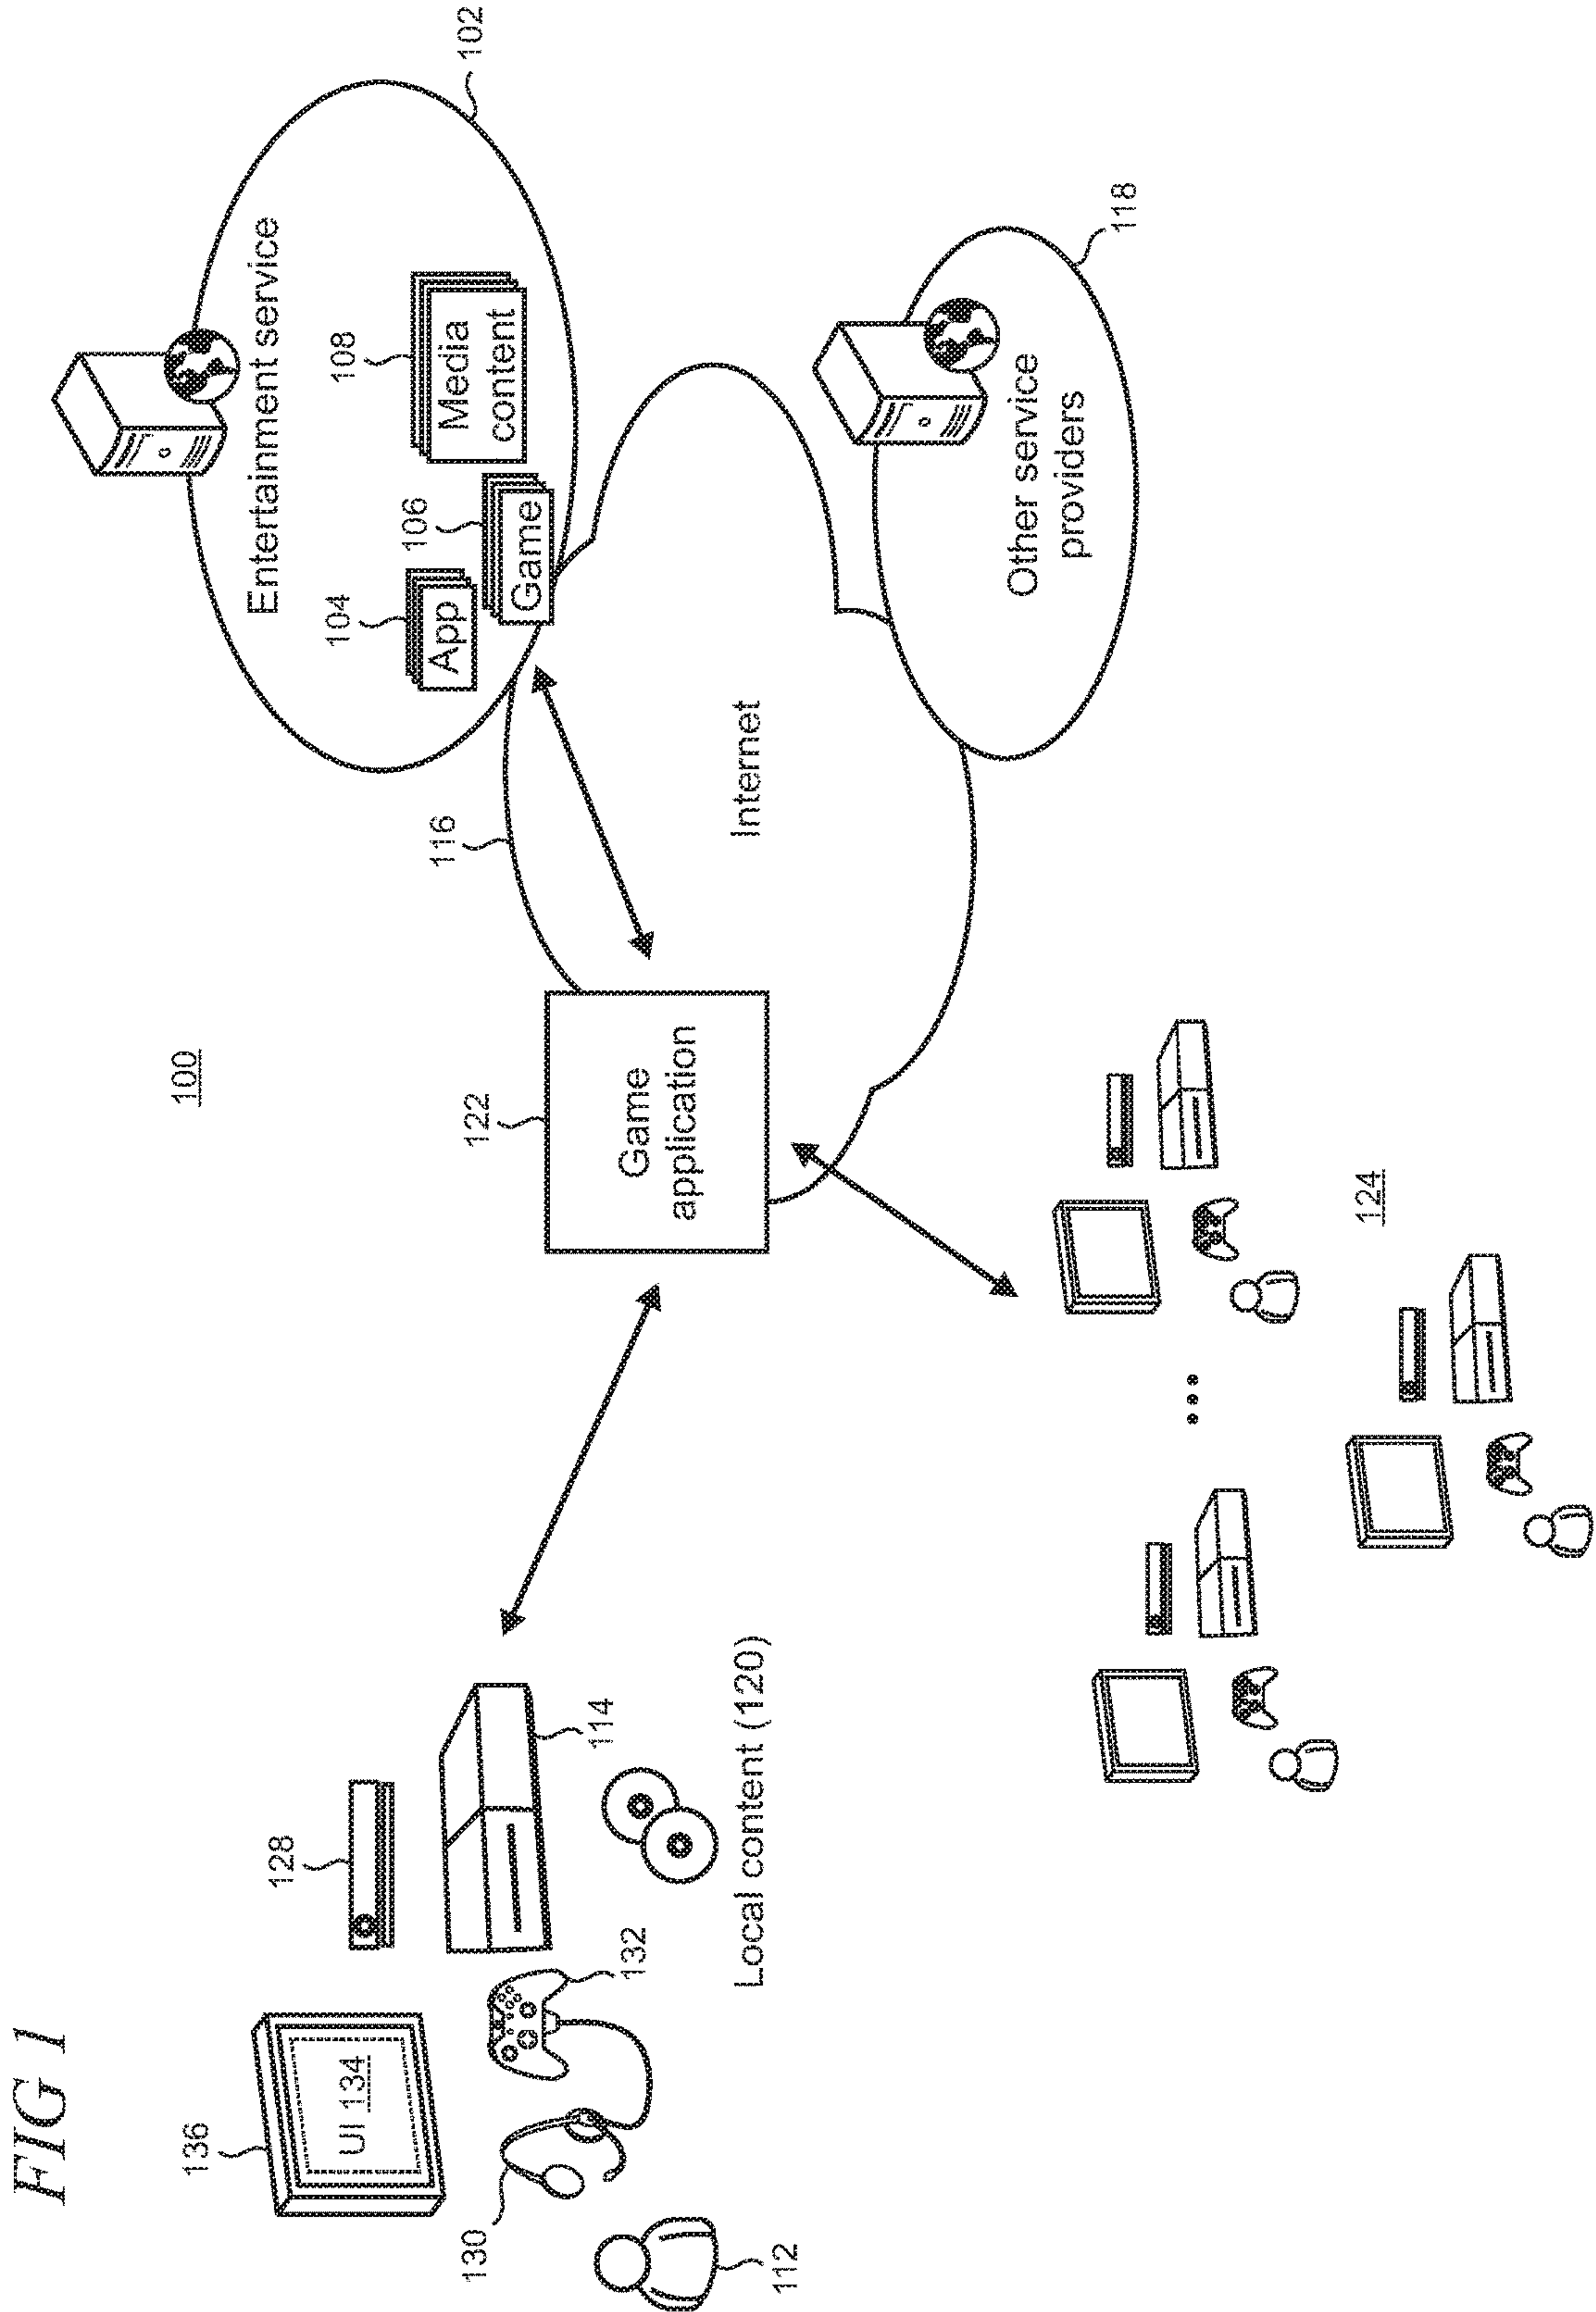 FIG 1
100
102
Entertainment service
108
Media
content
106
Game
104
App
116
Internet
118
Other service
providers
122
Game
application
136
UI 134
128
114
132
130
112
Local content (120)
124